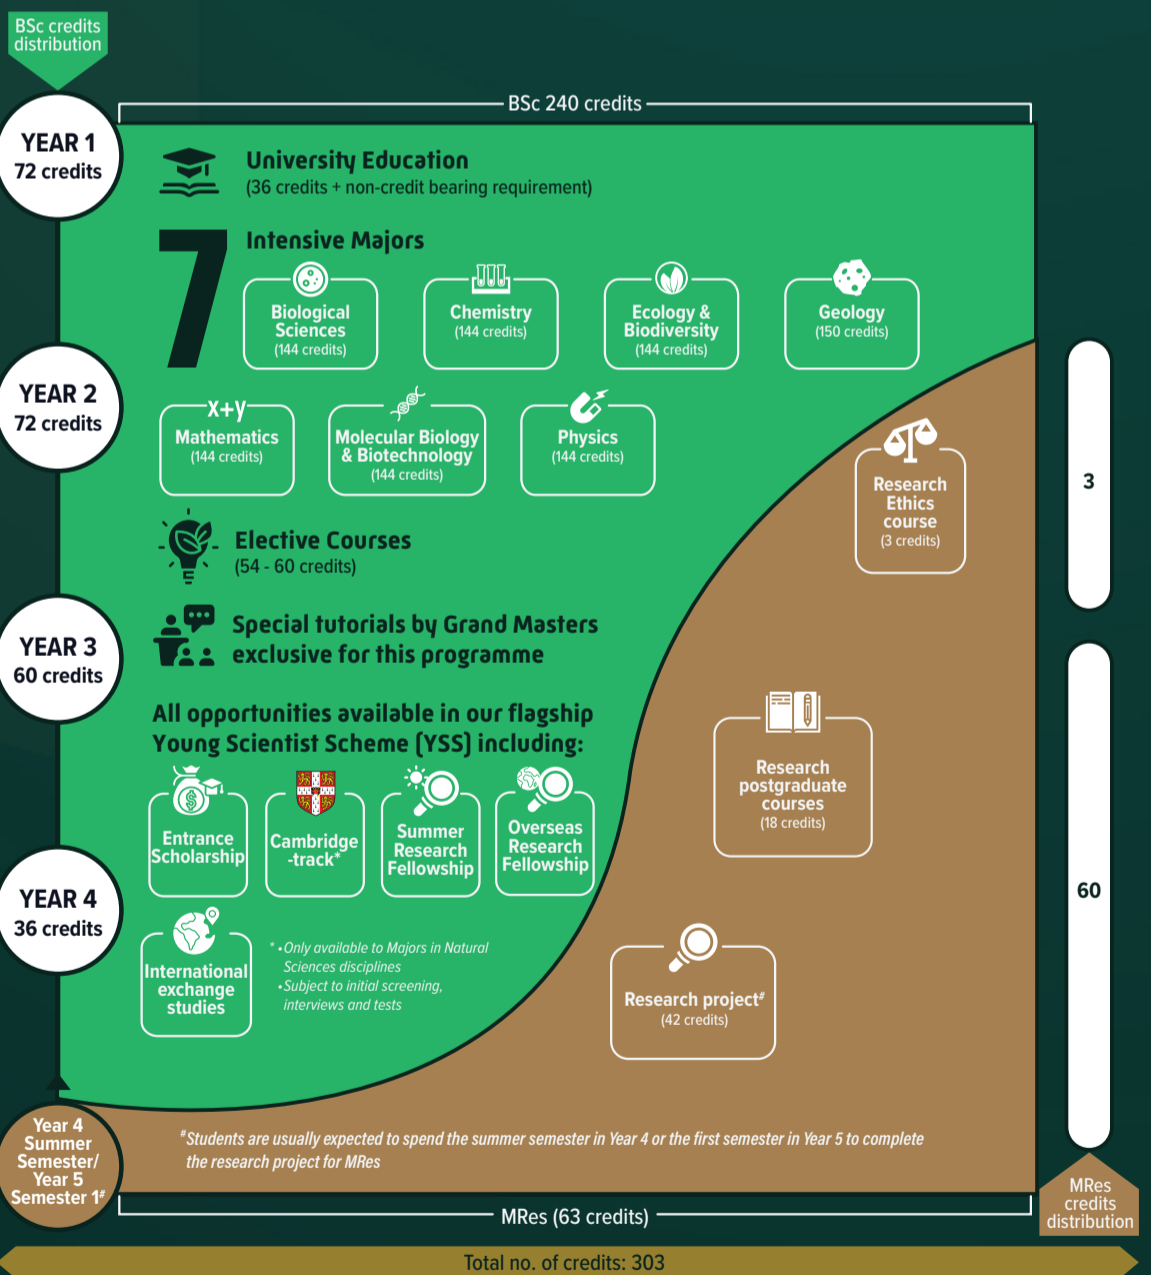 BSc credits
distribution
BSc 240 credits
YEAR 1
72 credits
University Education
(36 credits + non-credit bearing requirement)
7
Intensive Majors
Biological
Sciences
(144 credits)
Chemistry
(144 credits)
Ecology &
Biodiversity
(144 credits)
Geology
(150 credits)
YEAR 2
72 credits
x+y
Mathematics
(144 credits)
Molecular Biology
& Biotechnology
(144 credits)
Physics
(144 credits)
Research
Ethics
course
(3 credits)
3
Elective Courses
(54 - 60 credits)
YEAR 3
60 credits
Special tutorials by Grand Masters
exclusive for this programme
All opportunities available in our flagship
Young Scientist Scheme (YSS) including:
$
Entrance
Scholarship
Cambridge
-track*
Summer
Research
Fellowship
Overseas
Research
Fellowship
Research
postgraduate
courses
(18 credits)
60
YEAR 4
36 credits
International
exchange
studies
* •Only available to Majors in Natural
Sciences disciplines
•Subject to initial screening,
interviews and tests
Research project#
(42 credits)
Year 4
Summer
Semester/
Year 5
Semester 1#
#Students are usually expected to spend the summer semester in Year 4 or the first semester in Year 5 to complete
the research project for MRes
MRes (63 credits)
MRes
credits
distribution
Total no. of credits: 303